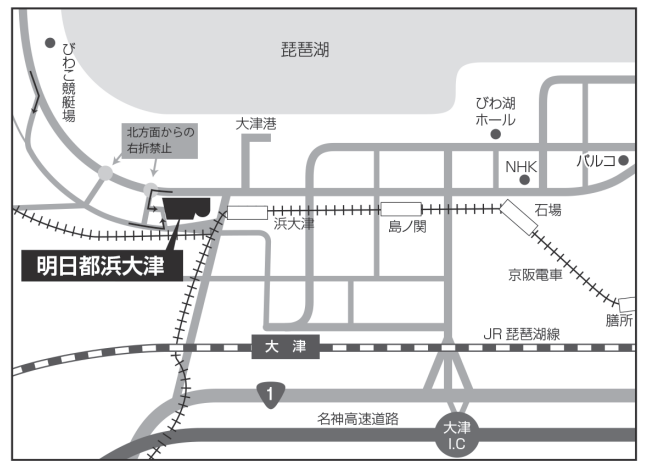 琵琶湖
びわこ競艇場
北方面からの
右折禁止
大津港
びわ湖
ホール
NHK
パルコ
浜大津
島ノ関
石場
明日都浜大津
京阪電車
膳所
大 津
JR 琵琶湖線
1
名神高速道路
大津
I.C